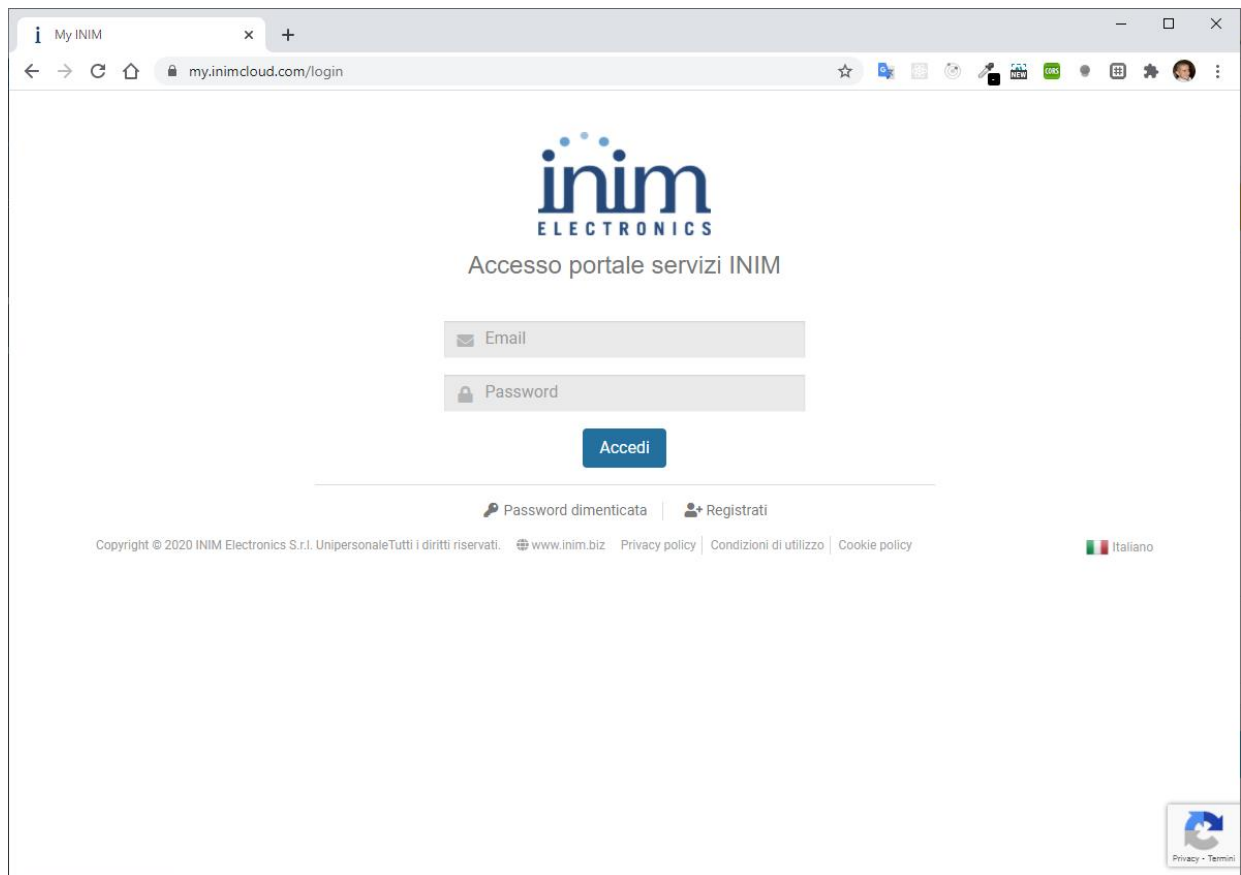 My INIM
my.inimcloud.com/login
NEW
CORS
inim
ELECTRONICS
Accesso portale servizi INIM
Email
Password
Accedi
Password dimenticata
Registrati
Copyright © 2020 INIM Electronics S.r.l. UnipersonaleTutti i diritti riservati. www.inim.biz Privacy policy Condizioni di utilizzo Cookie policy Italiano
Privacy - Termini